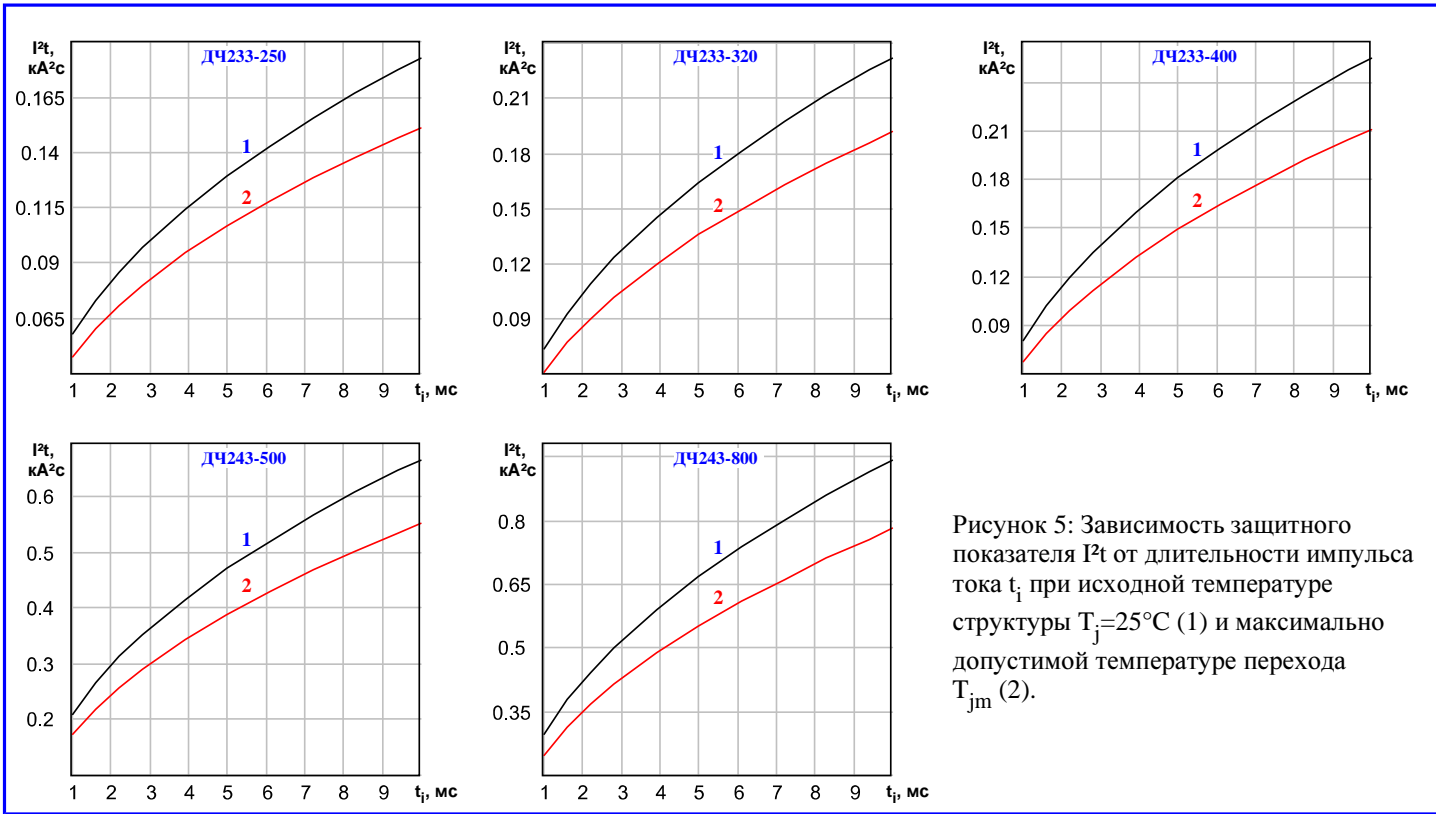 I²t,
кА²с
ДЧ233-250
0.165
0.14
0.115
0.09
0.065
1
2
1 2 3 4 5 6 7 8 9 ti, мс
I²t,
кА²с
ДЧ233-320
0.21
0.18
0.15
0.12
0.09
1
2
1 2 3 4 5 6 7 8 9 ti, мс
I²t,
кА²с
ДЧ233-400
0.21
0.18
0.15
0.12
0.09
1
2
1 2 3 4 5 6 7 8 9 ti, мс
I²t,
кА²с
ДЧ243-500
0.6
0.5
0.4
0.3
0.2
1
2
1 2 3 4 5 6 7 8 9 ti, мс
I²t,
кА²с
ДЧ243-800
0.8
0.65
0.5
0.35
1
2
1 2 3 4 5 6 7 8 9 ti, мс
Рисунок 5: Зависимость защитного
показателя I²t от длительности импульса
тока ti при исходной температуре
структуры Tj=25°C (1) и максимально
допустимой температуре перехода
Tjm (2).